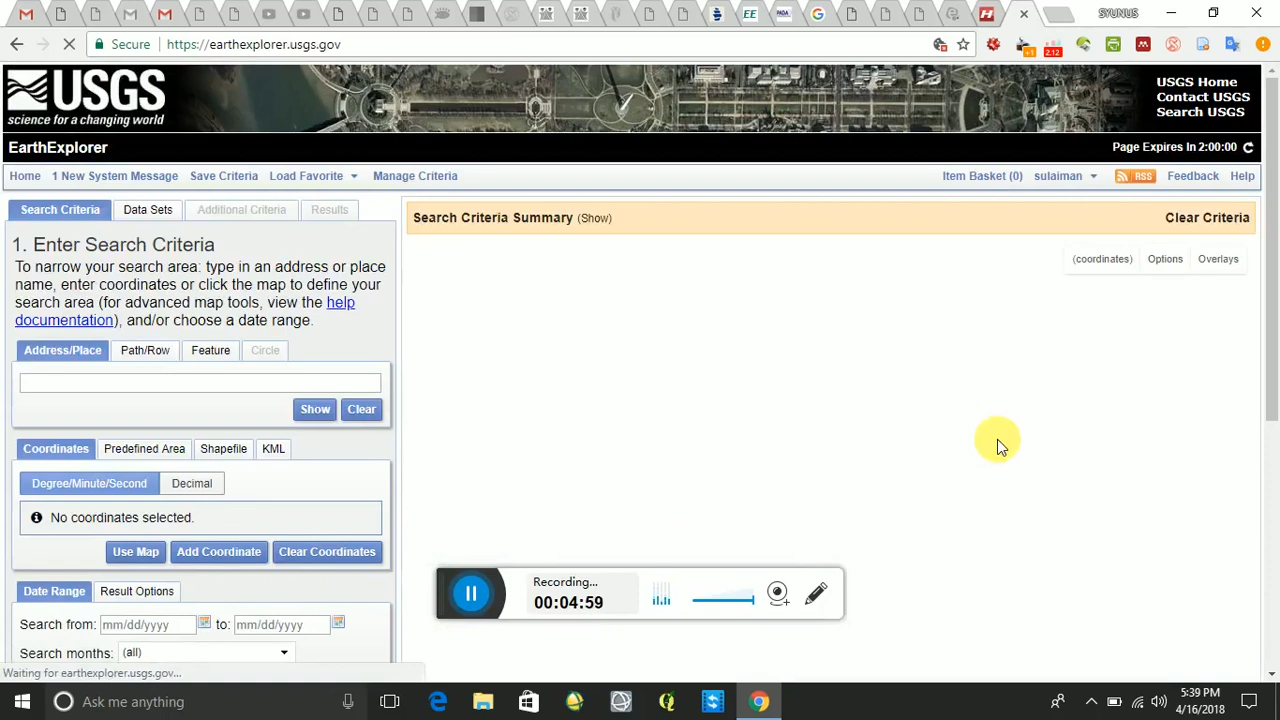 SYUNUS
Secure https://earthexplorer.usgs.gov
+1
2.12
USGS
science for a changing world
USGS Home
Contact USGS
Search USGS
EarthExplorer
Page Expires In 2:00:00
Home 1 New System Message Save Criteria Load Favorite Manage Criteria Item Basket (0) sulaiman RSS Feedback Help
Search Criteria Data Sets Additional Criteria Results
Search Criteria Summary (Show) Clear Criteria
1. Enter Search Criteria
To narrow your search area: type in an address or place
name, enter coordinates or click the map to define your
search area (for advanced map tools, view the help
documentation), and/or choose a date range.
(coordinates) Options Overlays
Address/Place Path/Row Feature Circle
Show Clear
Coordinates Predefined Area Shapefile KML
Degree/Minute/Second Decimal
No coordinates selected.
Use Map Add Coordinate Clear Coordinates
Date Range Result Options
Search from: mm/dd/yyyy to: mm/dd/yyyy
Search months: (all)
Recording...
00:04:59
Waiting for earthexplorer.usgs.gov...
Ask me anything
5:39 PM
4/16/2018